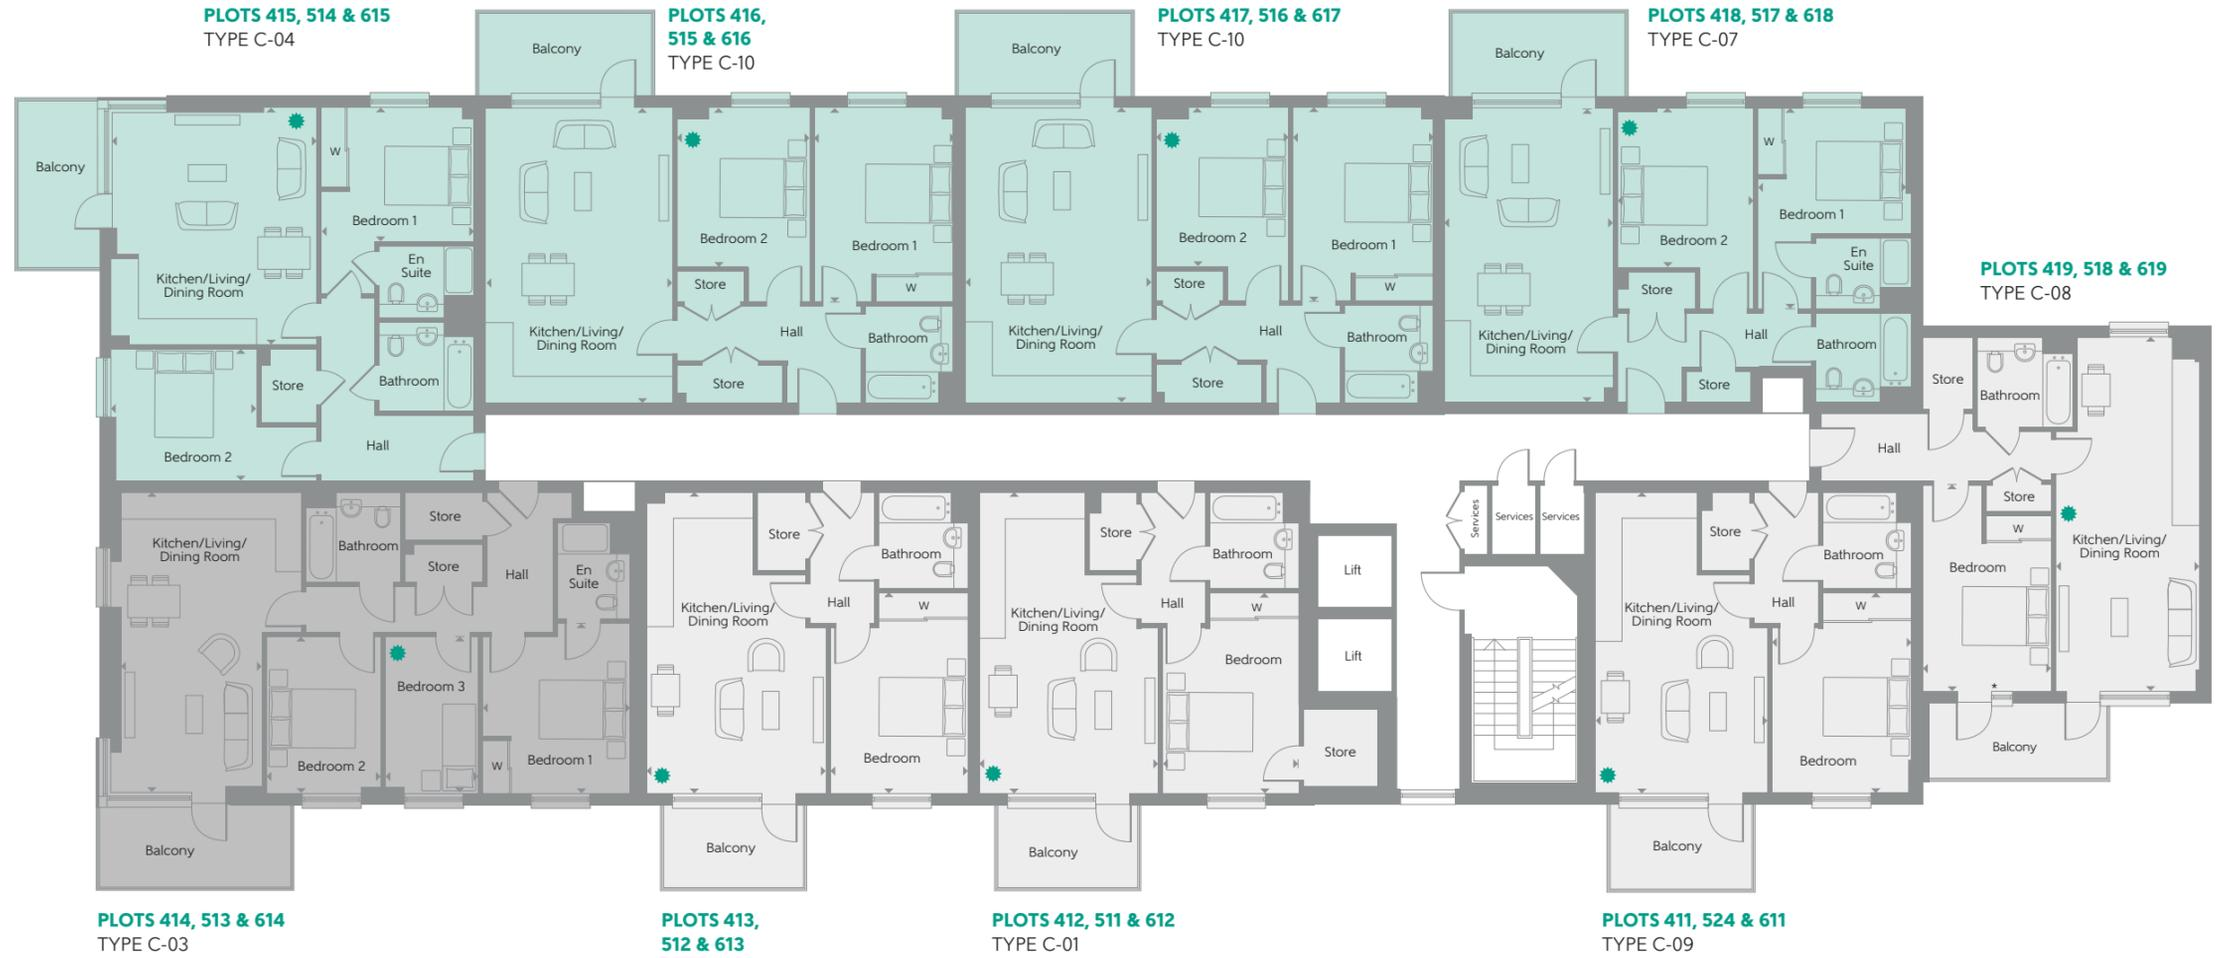 PLOTS 415, 514 & 615
TYPE C-04
PLOTS 416,
515 & 616
TYPE C-10
PLOTS 417, 516 & 617
TYPE C-10
PLOTS 418, 517 & 618
TYPE C-07
PLOTS 419, 518 & 619
TYPE C-08
Balcony
Kitchen/Living/
Dining Room
W
Bedroom 1
En
Suite
Bathroom
Store
Bedroom 2
Hall
Balcony
Kitchen/Living/
Dining Room
Bedroom 2
Bedroom 1
Store
W
Hall
Bathroom
Store
Balcony
Kitchen/Living/
Dining Room
Bedroom 2
Bedroom 1
Store
W
Hall
Bathroom
Store
Balcony
Kitchen/Living/
Dining Room
Bedroom 2
W
Bedroom 1
En
Suite
Store
Hall
Bathroom
Store
Store
Bathroom
Hall
Store
W
Bedroom
Kitchen/Living/
Dining Room
*
Balcony
Kitchen/Living/
Dining Room
Bathroom
Store
Store
Hall
En
Suite
Bedroom 2
Bedroom 3
W
Bedroom 1
Balcony
Store
Bathroom
Kitchen/Living/
Dining Room
Hall
W
Bedroom
Balcony
Store
Bathroom
Kitchen/Living/
Dining Room
Hall
W
Bedroom
Store
Balcony
Lift
Lift
Services
Services
Services
Store
Bathroom
Kitchen/Living/
Dining Room
Hall
W
Bedroom
Balcony
PLOTS 414, 513 & 614
TYPE C-03
PLOTS 413,
512 & 613
PLOTS 412, 511 & 612
TYPE C-01
PLOTS 411, 524 & 611
TYPE C-09